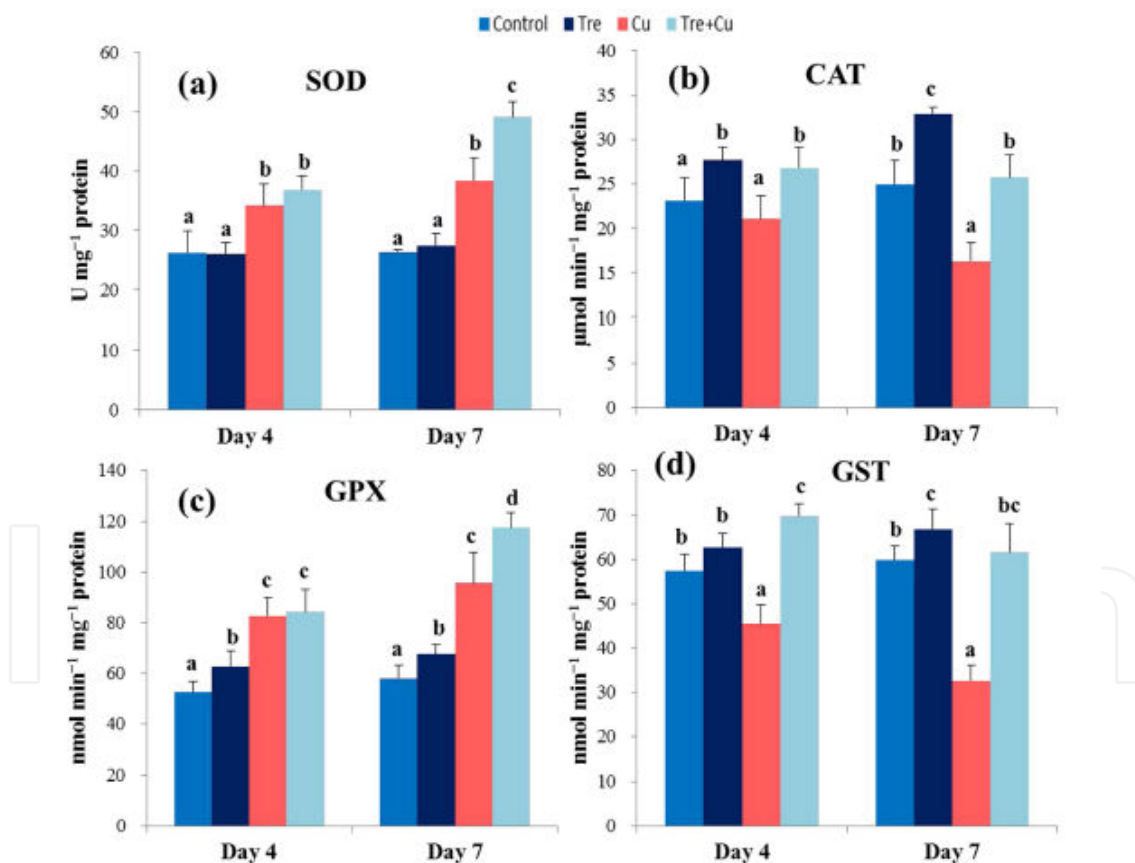 Control Tre Cu Tre+Cu
(a) SOD
U mg⁻¹ protein
60
50
40
30
20
10
0
a a b b
a a b c
Day 4 Day 7
(b) CAT
µmol min⁻¹ mg⁻¹ protein
40
35
30
25
20
15
10
5
0
a b a b
b c a b
Day 4 Day 7
(c) GPX
nmol min⁻¹ mg⁻¹ protein
140
120
100
80
60
40
20
0
a b c c
a b c d
Day 4 Day 7
(d) GST
nmol min⁻¹ mg⁻¹ protein
80
70
60
50
40
30
20
10
0
b b a c
b c a bc
Day 4 Day 7